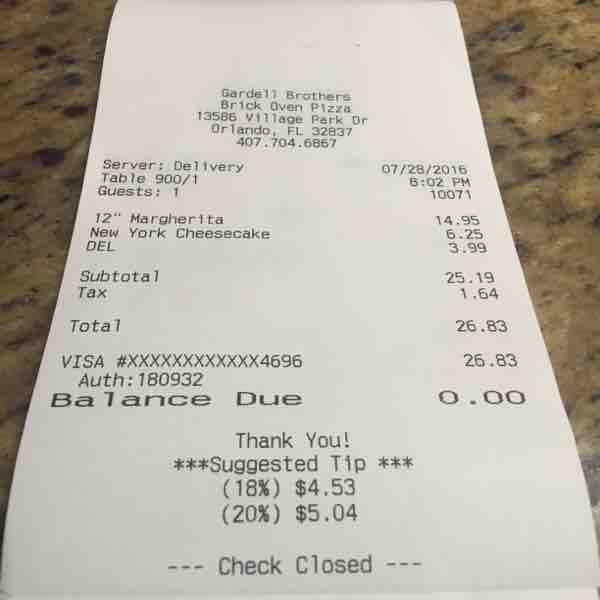 Gardell Brothers
Brick Oven Pizza
13586 Village Park Dr
Orlando, FL 32837
407.704.6867
Server: Delivery 07/28/2016
Table 900/1 8:02 PM
Guests: 1 10071
12" Margherita 14.95
New York Cheesecake 6.25
DEL 3.99
Subtotal 25.19
Tax 1.64
Total 26.83
VISA #XXXXXXXXXXXX4696 26.83
Auth:180932
Balance Due 0.00
Thank You!
***Suggested Tip ***
(18%) $4.53
(20%) $5.04
--- Check Closed ---